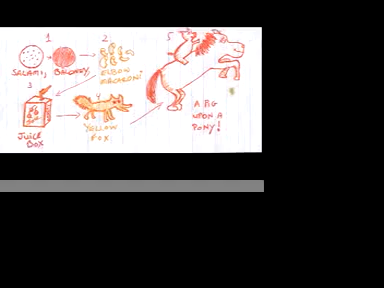 1
SALAMI, BALONEY,
2
ELBOW
MACARONI
3
JUICE
BOX
4
YELLOW
FOX
5
A PIG
UPON A
PONY!